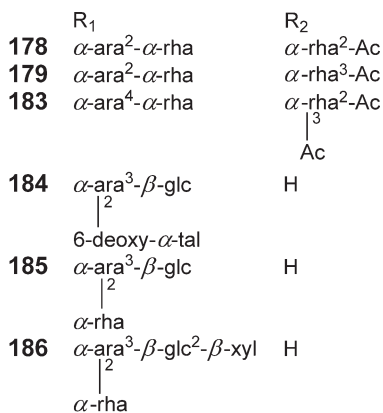 R₁ R₂
178 α-ara²-α-rha α-rha²-Ac
179 α-ara²-α-rha α-rha³-Ac
183 α-ara⁴-α-rha α-rha²-Ac
3
Ac
184 α-ara³-β-glc H
2
6-deoxy-α-tal
185 α-ara³-β-glc H
2
α-rha
186 α-ara³-β-glc²-β-xyl H
2
α-rha